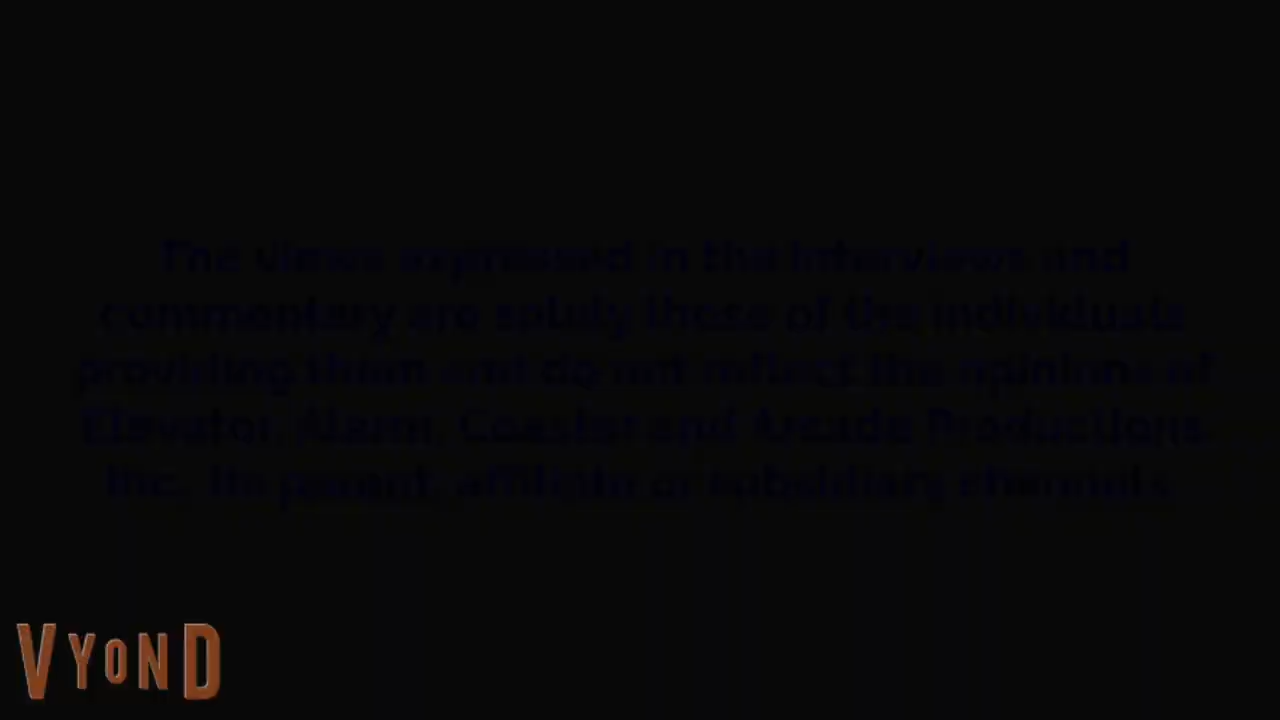 The views expressed in the interviews and
commentary are solely those of the individuals
providing them and do not reflect the opinions of
Elevator, Alarm, Coaster and Arcade Productions
Inc., its parent, affiliate or subsidiary channels.
VYOND